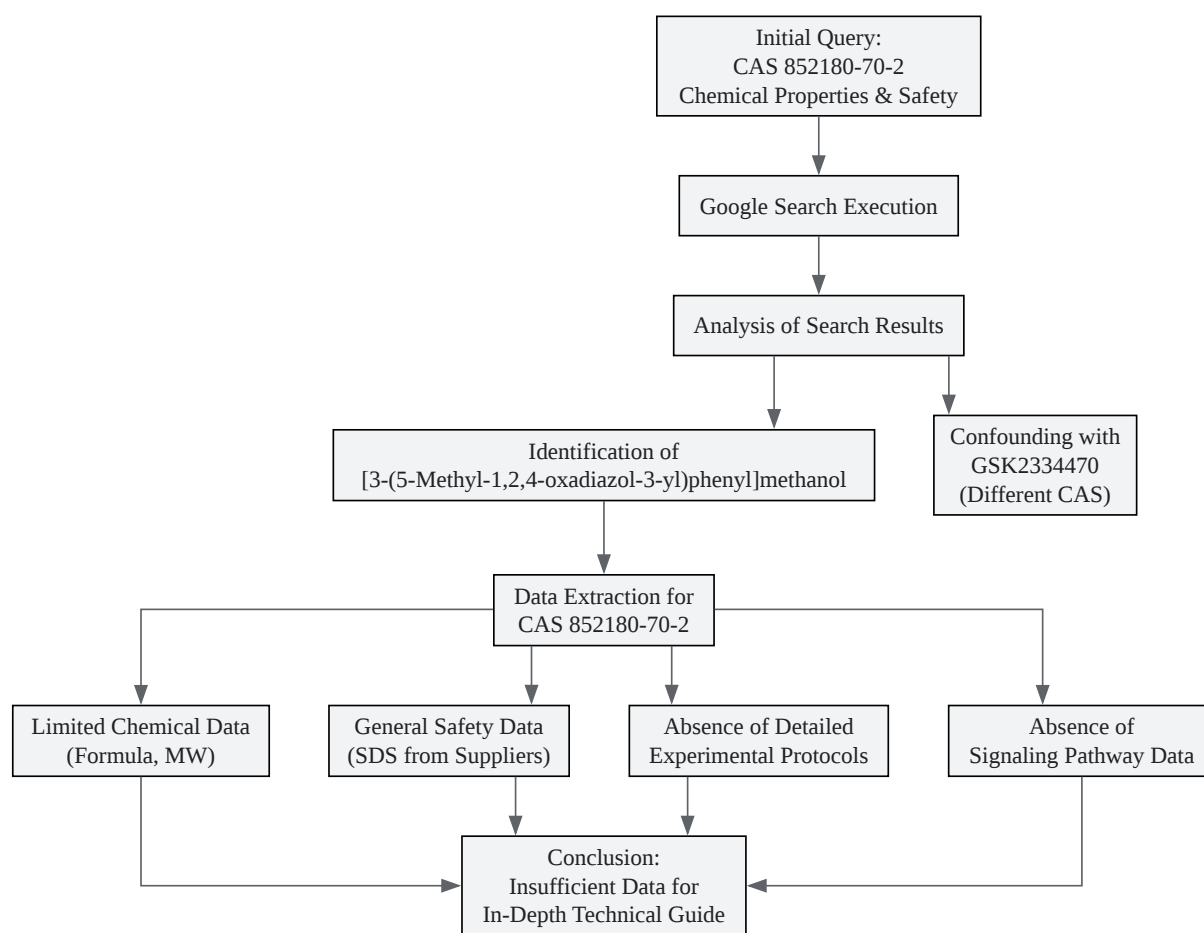 Initial Query:
CAS 852180-70-2
Chemical Properties & Safety
Google Search Execution
Analysis of Search Results
Identification of
[3-(5-Methyl-1,2,4-oxadiazol-3-yl)phenyl]methanol
Confounding with
GSK2334470
(Different CAS)
Data Extraction for
CAS 852180-70-2
Limited Chemical Data
(Formula, MW)
General Safety Data
(SDS from Suppliers)
Absence of Detailed
Experimental Protocols
Absence of
Signaling Pathway Data
Conclusion:
Insufficient Data for
In-Depth Technical Guide